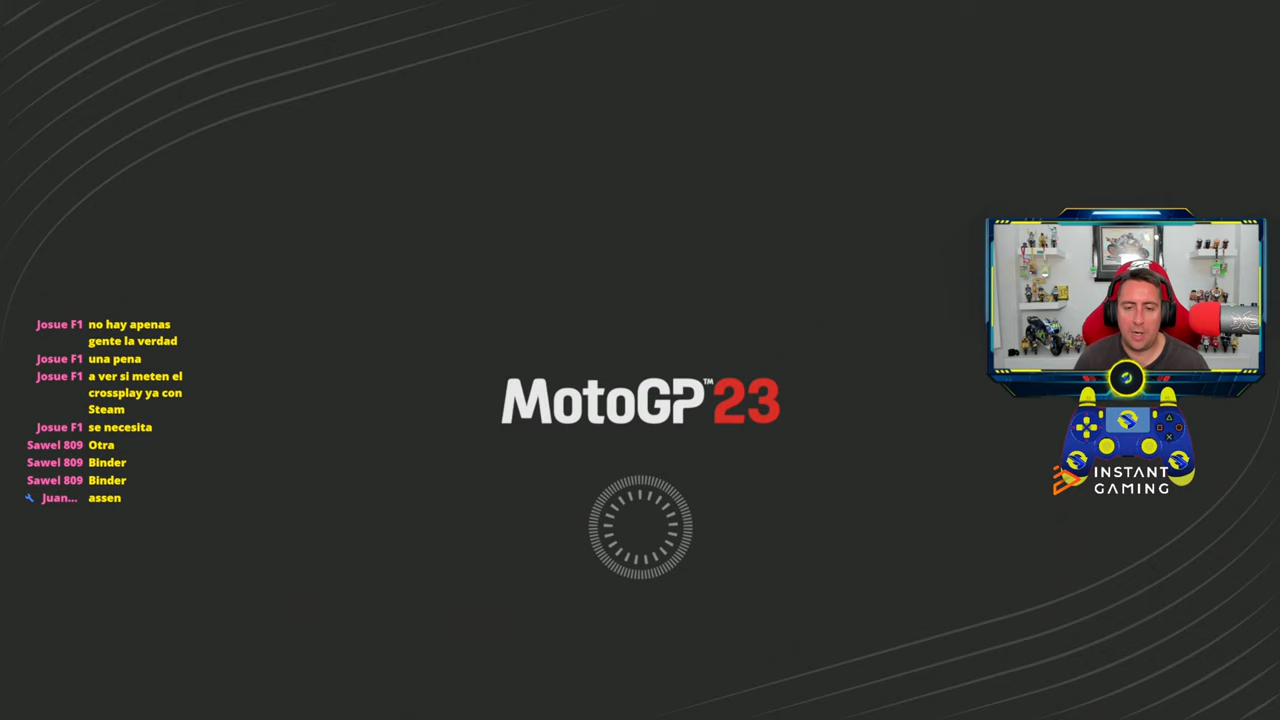 Josue F1 no hay apenas
gente la verdad
Josue F1 una pena
Josue F1 a ver si meten el
crossplay ya con
Steam
Josue F1 se necesita
Sawel 809 Otra
Sawel 809 Binder
Sawel 809 Binder
Juan... assen
MotoGP™23
INSTANT
GAMING